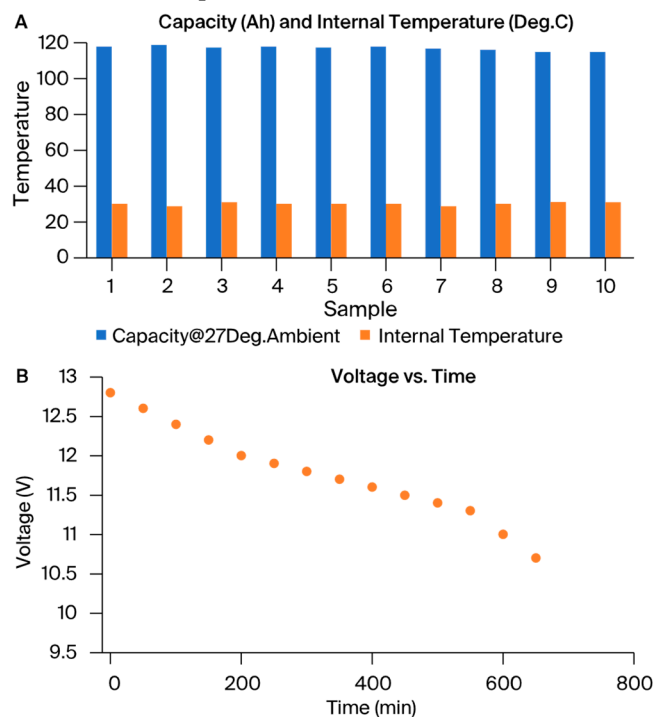 A
Capacity (Ah) and Internal Temperature (Deg.C)
Temperature
120
100
80
60
40
20
0
1 2 3 4 5 6 7 8 9 10
Sample
Capacity@27Deg.Ambient Internal Temperature
B
Voltage vs. Time
Voltage (V)
13
12.5
12
11.5
11
10.5
10
9.5
0 200 400 600 800
Time (min)